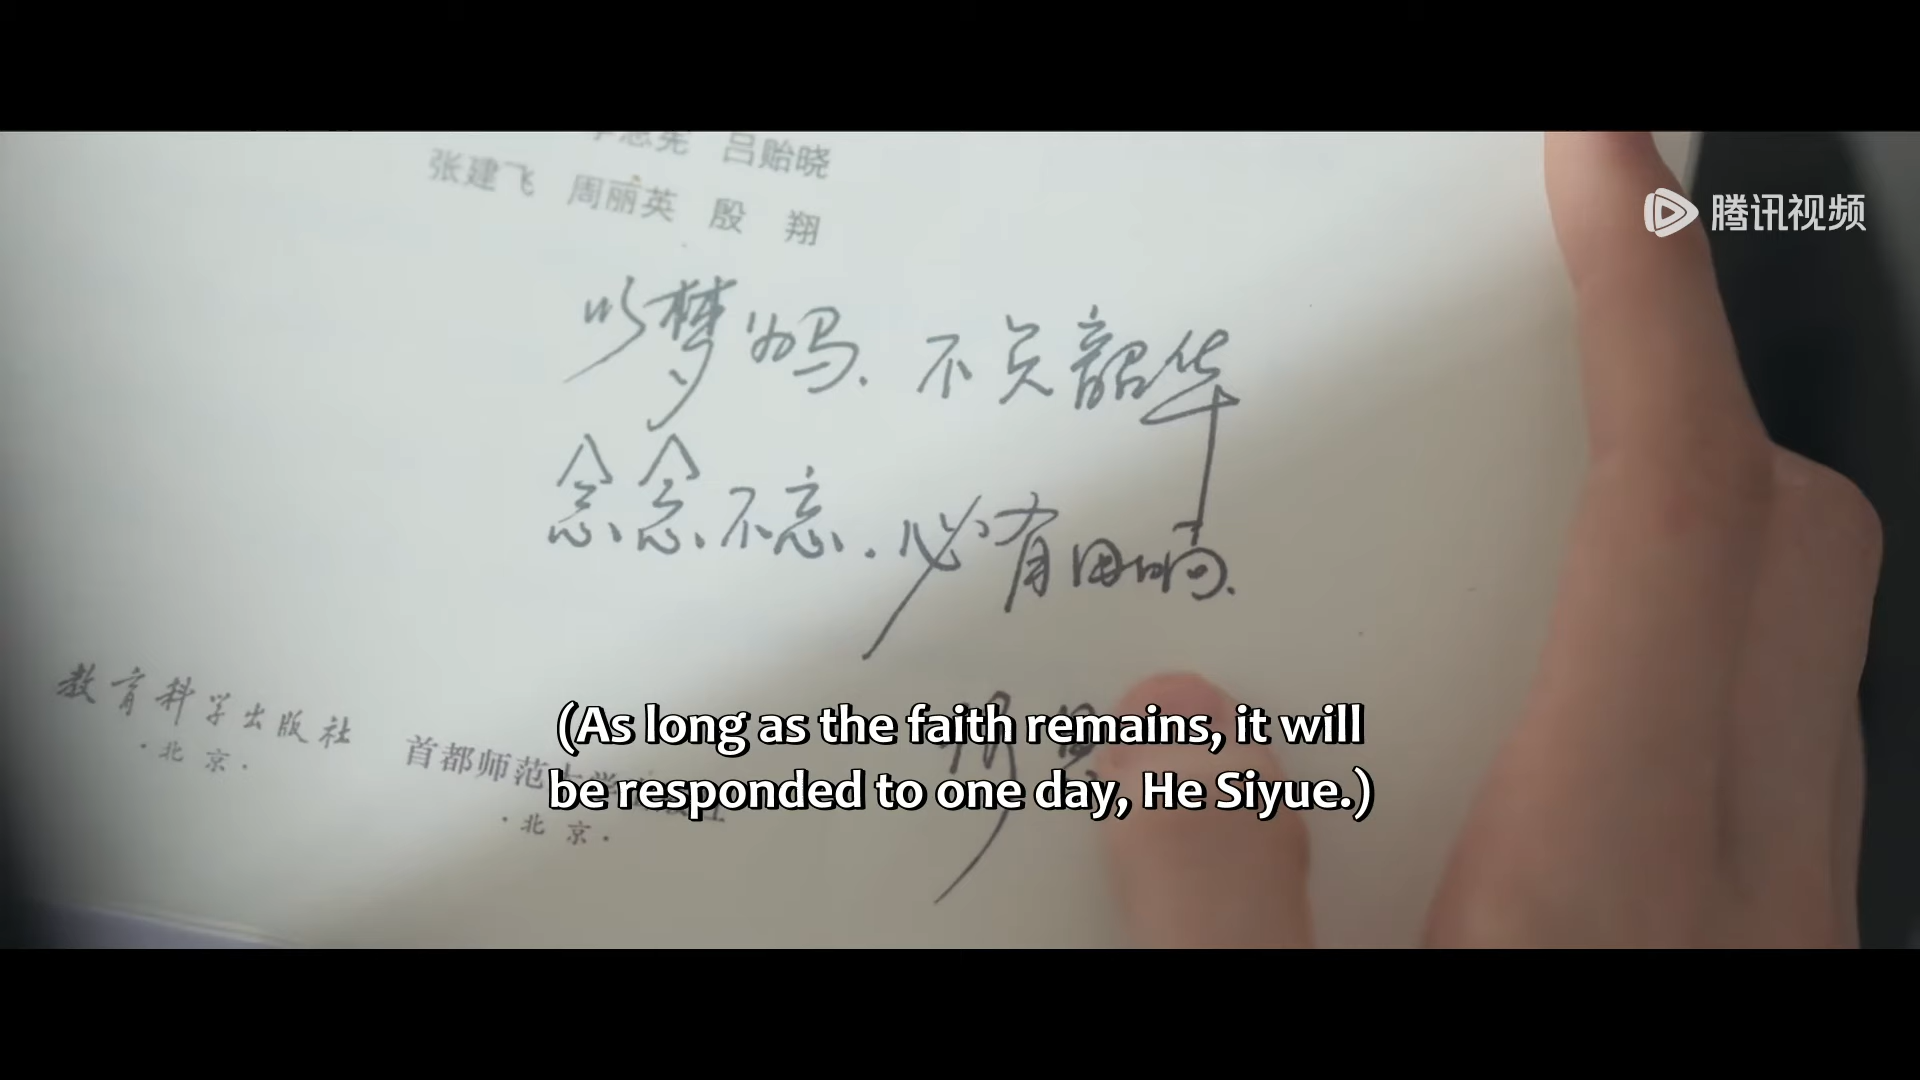 吕贻晓
张建飞 周丽英 殷 翔
腾讯视频
以梦为马. 不负韶华
念念不忘. 必有回响.
教育科学出版社
·北 京·
首都师范大学
·北 京·
(As long as the faith remains, it will
be responded to one day, He Siyue.)